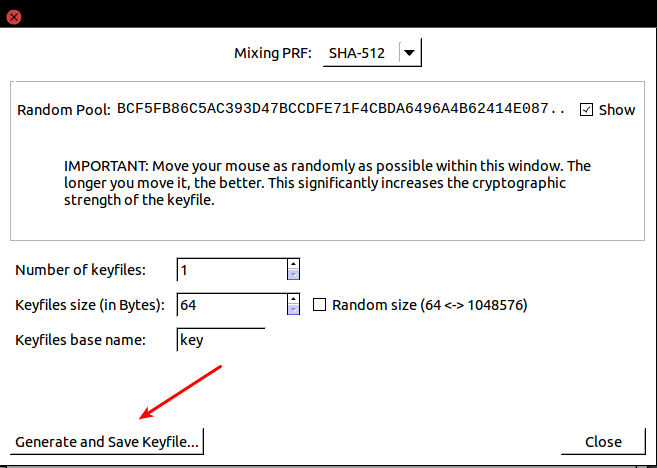 Mixing PRF: SHA-512
Random Pool: BCF5FB86C5AC393D47BCCDFE71F4CBDA6496A4B62414E087.. Show
IMPORTANT: Move your mouse as randomly as possible within this window. The
longer you move it, the better. This significantly increases the cryptographic
strength of the keyfile.
Number of keyfiles: 1
Keyfiles size (in Bytes): 64 Random size (64 <-> 1048576)
Keyfiles base name: key
Generate and Save Keyfile... Close